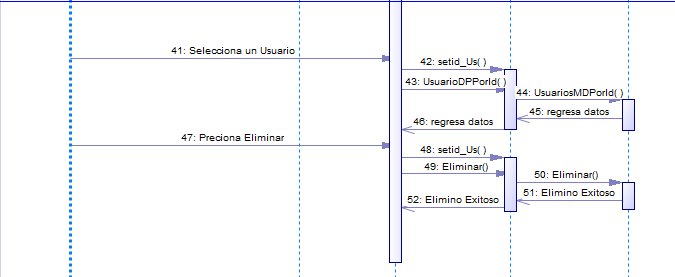 41: Selecciona un Usuario
42: setid_Us( )
43: UsuarioDPPorId( )
44: UsuariosMDPorId( )
45: regresa datos
46: regresa datos
47: Preciona Eliminar
48: setid_Us( )
49: Eliminar()
50: Eliminar()
51: Elimino Exitoso
52: Elimino Exitoso